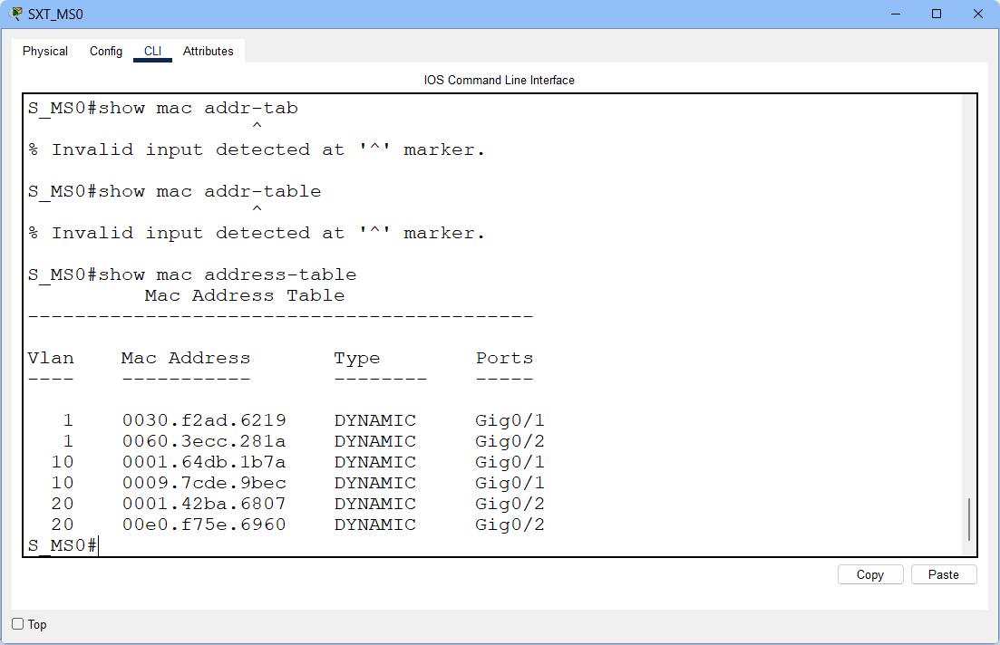 SXT_MS0
Physical Config CLI Attributes
IOS Command Line Interface
S_MS0#show mac addr-tab
^
% Invalid input detected at '^' marker.
S_MS0#show mac addr-table
^
% Invalid input detected at '^' marker.
S_MS0#show mac address-table
Mac Address Table
-------------------------------------------
Vlan Mac Address Type Ports
---- ----------- -------- -----
1 0030.f2ad.6219 DYNAMIC Gig0/1
1 0060.3ecc.281a DYNAMIC Gig0/2
10 0001.64db.1b7a DYNAMIC Gig0/1
10 0009.7cde.9bec DYNAMIC Gig0/1
20 0001.42ba.6807 DYNAMIC Gig0/2
20 00e0.f75e.6960 DYNAMIC Gig0/2
S_MS0#
Copy Paste
Top